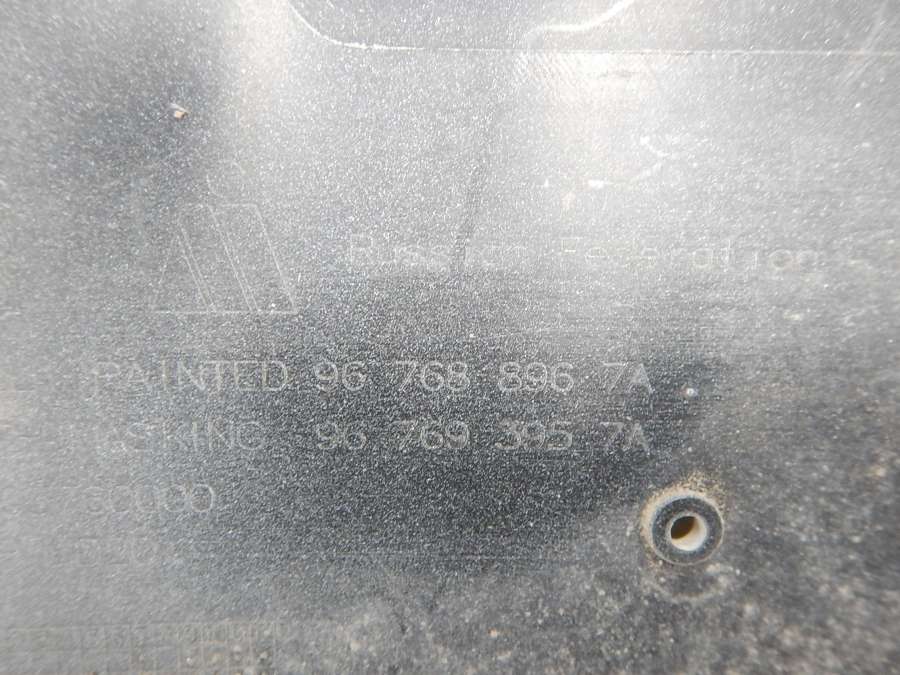 Russian Federation
PAINTED 96 768 896 7A
96 769 395 7A